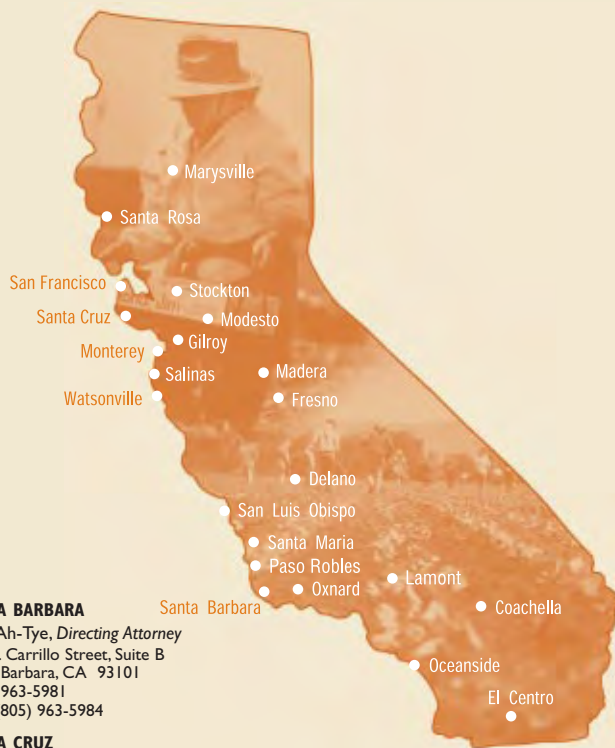 Marysville
Santa Rosa
San Francisco
Stockton
Santa Cruz
Modesto
Gilroy
Monterey
Madera
Salinas
Watsonville
Fresno
Delano
San Luis Obispo
Santa Maria
Paso Robles
Lamont
Santa Barbara
Oxnard
Coachella
A BARBARA
Ah-Tye, Directing Attorney
. Carrillo Street, Suite B
Barbara, CA 93101
963-5981
(805) 963-5984
Oceanside
El Centro
A CRUZ